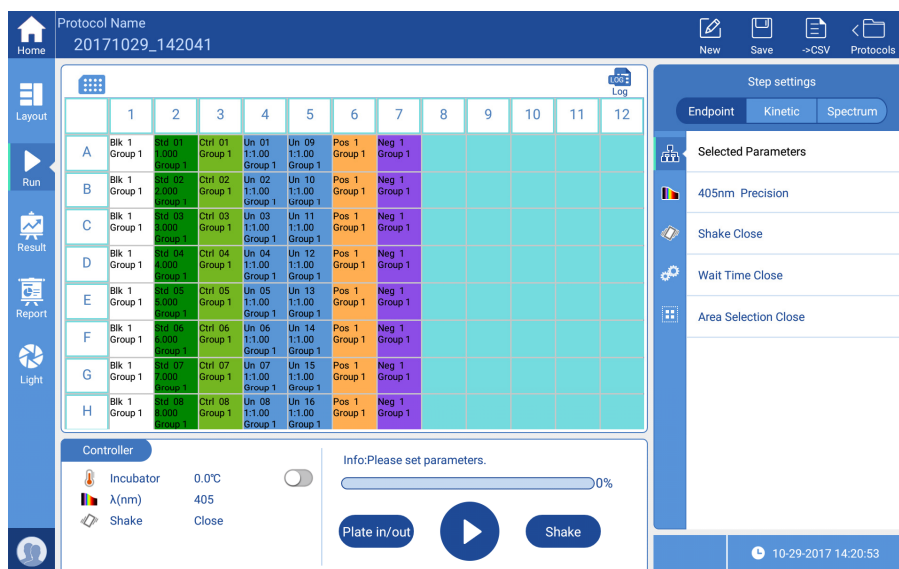 Protocol Name
20171029_142041
Home
New
Save
->CSV
Protocols
Layout
Run
Result
Report
Light
LOG
Log
1 2 3 4 5 6 7 8 9 10 11 12
A
Blk 1 Std 01 Ctrl 01 Un 01 Un 09 Pos 1 Neg 1
Group 1 1.000 Group 1 1:1.00 1:1.00 Group 1 Group 1
Group 1 Group 1 Group 1
B
Blk 1 Std 02 Ctrl 02 Un 02 Un 10 Pos 1 Neg 1
Group 1 2.000 Group 1 1:1.00 1:1.00 Group 1 Group 1
Group 1 Group 1 Group 1
C
Blk 1 Std 03 Ctrl 03 Un 03 Un 11 Pos 1 Neg 1
Group 1 3.000 Group 1 1:1.00 1:1.00 Group 1 Group 1
Group 1 Group 1 Group 1
D
Blk 1 Std 04 Ctrl 04 Un 04 Un 12 Pos 1 Neg 1
Group 1 4.000 Group 1 1:1.00 1:1.00 Group 1 Group 1
Group 1 Group 1 Group 1
E
Blk 1 Std 05 Ctrl 05 Un 05 Un 13 Pos 1 Neg 1
Group 1 5.000 Group 1 1:1.00 1:1.00 Group 1 Group 1
Group 1 Group 1 Group 1
F
Blk 1 Std 06 Ctrl 06 Un 06 Un 14 Pos 1 Neg 1
Group 1 6.000 Group 1 1:1.00 1:1.00 Group 1 Group 1
Group 1 Group 1 Group 1
G
Blk 1 Std 07 Ctrl 07 Un 07 Un 15 Pos 1 Neg 1
Group 1 7.000 Group 1 1:1.00 1:1.00 Group 1 Group 1
Group 1 Group 1 Group 1
H
Blk 1 Std 08 Ctrl 08 Un 08 Un 16 Pos 1 Neg 1
Group 1 8.000 Group 1 1:1.00 1:1.00 Group 1 Group 1
Group 1 Group 1 Group 1
Controller
Incubator 0.0℃
λ(nm) 405
Shake Close
Info:Please set parameters.
0%
Plate in/out
Shake
Step settings
Endpoint Kinetic Spectrum
Selected Parameters
405nm Precision
Shake Close
Wait Time Close
Area Selection Close
10-29-2017 14:20:53